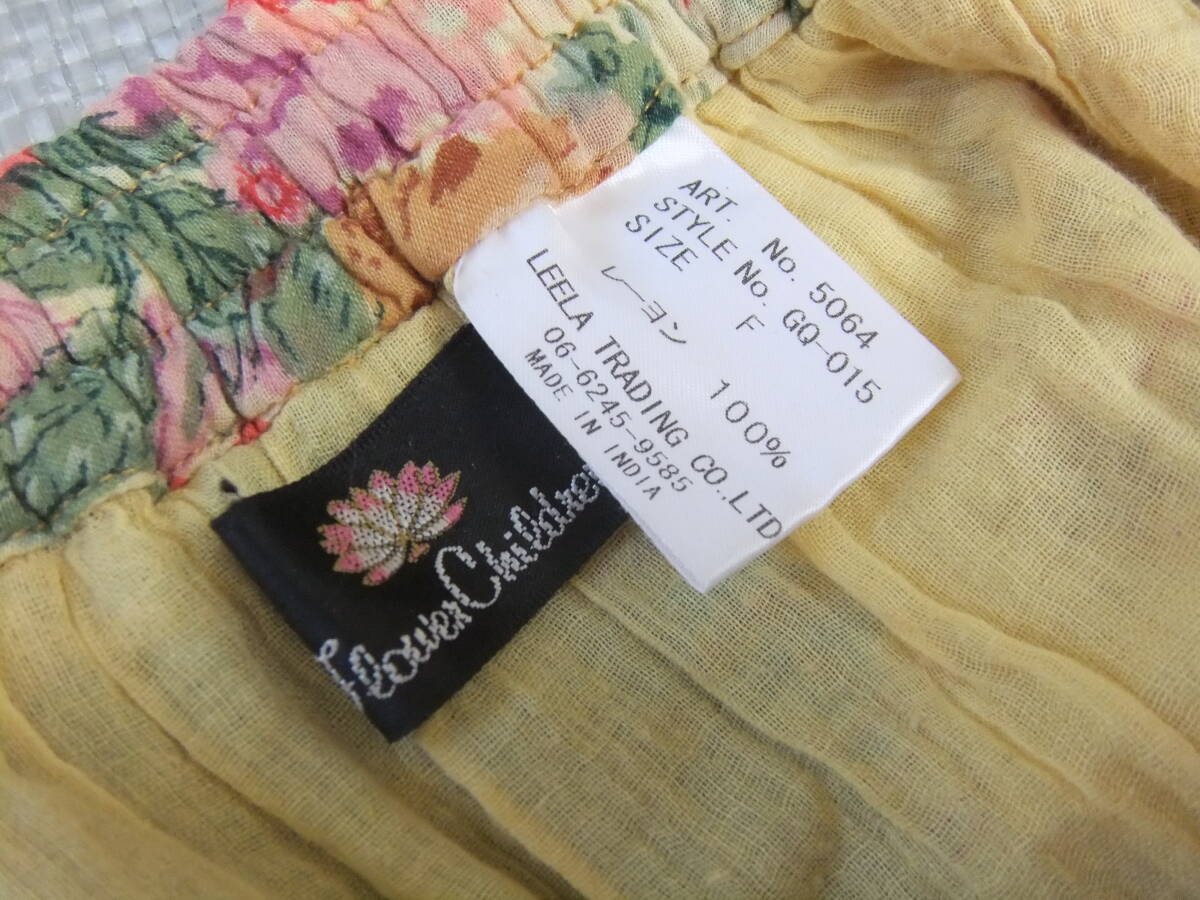 ART. No. 5064
STYLE No. GQ-015
SIZE F
レーヨン 100%
LEELA TRADING CO.,LTD
06-6245-9585
MADE IN INDIA
Flower Children